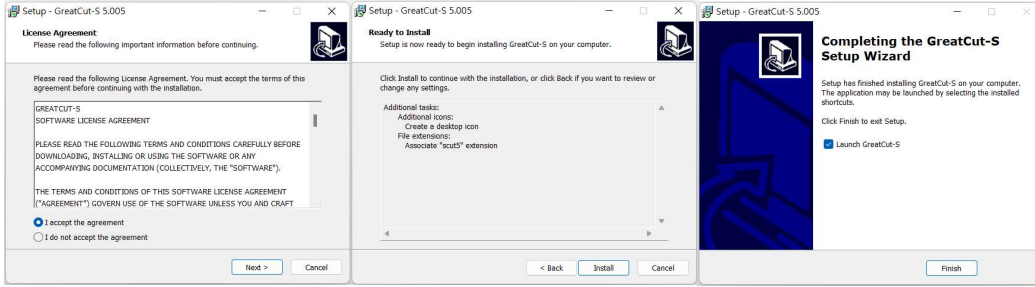 Setup - GreatCut-S 5.005
License Agreement
Please read the following important information before continuing.
Please read the following License Agreement. You must accept the terms of this
agreement before continuing with the installation.
GREATCUT-S
SOFTWARE LICENSE AGREEMENT
PLEASE READ THE FOLLOWING TERMS AND CONDITIONS CAREFULLY BEFORE
DOWNLOADING, INSTALLING OR USING THE SOFTWARE OR ANY
ACCOMPANYING DOCUMENTATION (COLLECTIVELY, THE "SOFTWARE").
THE TERMS AND CONDITIONS OF THIS SOFTWARE LICENSE AGREEMENT
("AGREEMENT") GOVERN USE OF THE SOFTWARE UNLESS YOU AND CRAFT
I accept the agreement
I do not accept the agreement
Next >
Cancel
Setup - GreatCut-S 5.005
Ready to Install
Setup is now ready to begin installing GreatCut-S on your computer.
Click Install to continue with the installation, or click Back if you want to review or
change any settings.
Additional tasks:
Additional icons:
Create a desktop icon
File extensions:
Associate "scut5" extension
< Back
Install
Cancel
Setup - GreatCut-S 5.005
Completing the GreatCut-S
Setup Wizard
Setup has finished installing GreatCut-S on your computer.
The application may be launched by selecting the installed
shortcuts.
Click Finish to exit Setup.
Launch GreatCut-S
Finish